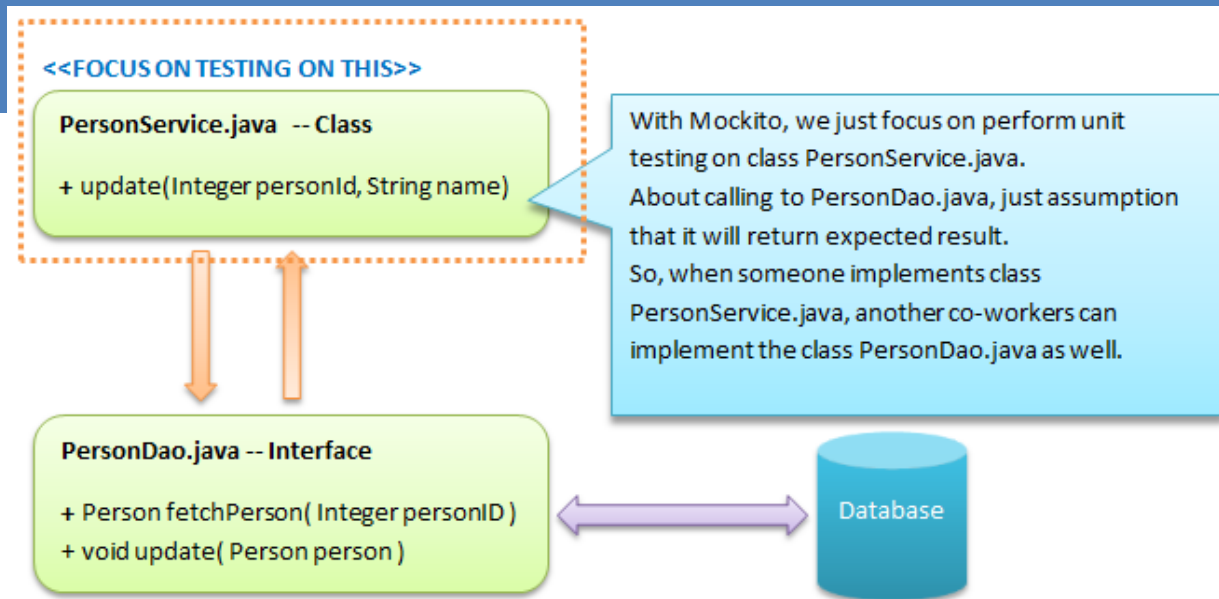 <<FOCUS ON TESTING ON THIS>>
PersonService.java -- Class
+ update(Integer personId, String name)
With Mockito, we just focus on perform unit
testing on class PersonService.java.
About calling to PersonDao.java, just assumption
that it will return expected result.
So, when someone implements class
PersonService.java, another co-workers can
implement the class PersonDao.java as well.
PersonDao.java -- Interface
+ Person fetchPerson( Integer personID )
+ void update( Person person )
Database